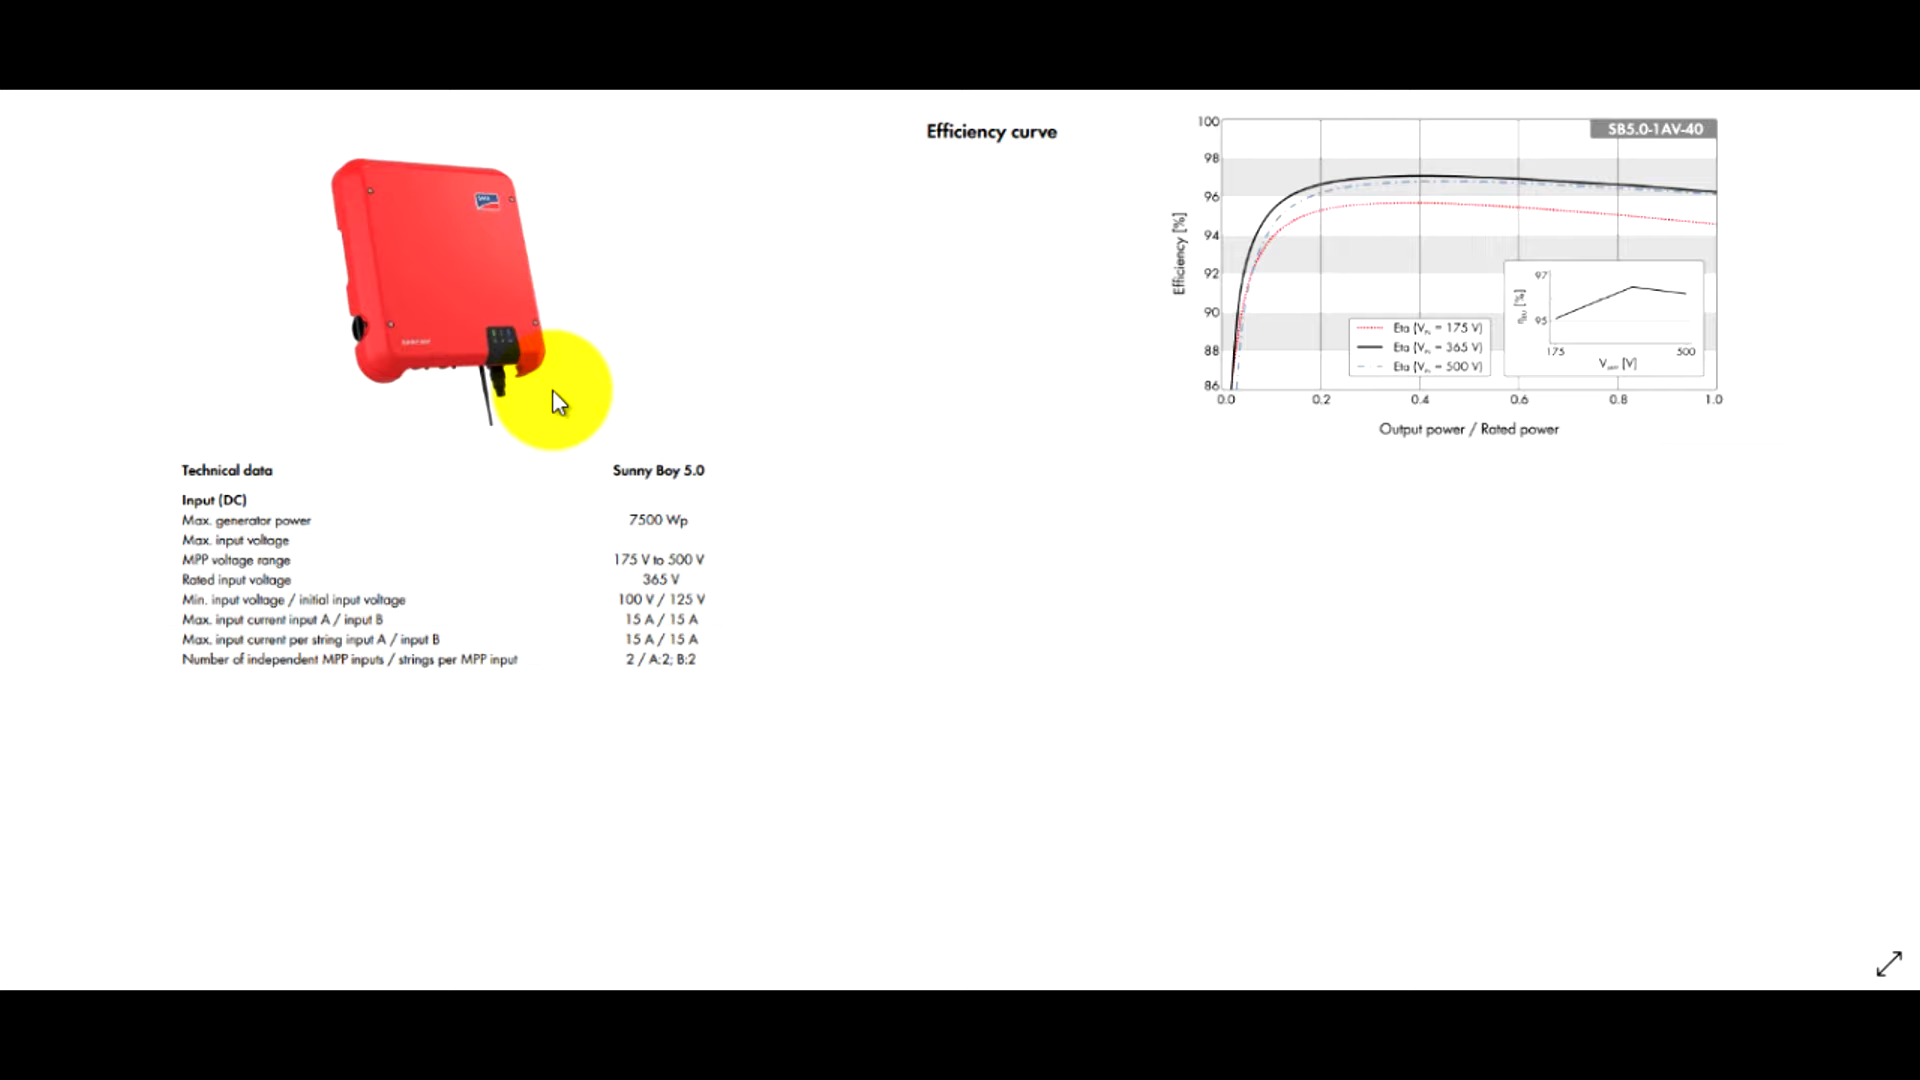 Efficiency curve
SB5.0-1AV-40
100
98
96
94
92
90
88
86
Efficiency [%]
0.0 0.2 0.4 0.6 0.8 1.0
Output power / Rated power
Eta (V = 175 V)
Eta (V = 365 V)
Eta (V = 500 V)
97
95
[%]
175 500
[V]
SMA
Technical data Sunny Boy 5.0
Input (DC)
Max. generator power 7500 Wp
Max. input voltage
MPP voltage range 175 V to 500 V
Rated input voltage 365 V
Min. input voltage / initial input voltage 100 V / 125 V
Max. input current input A / input B 15 A / 15 A
Max. input current per string input A / input B 15 A / 15 A
Number of independent MPP inputs / strings per MPP input 2 / A:2; B:2